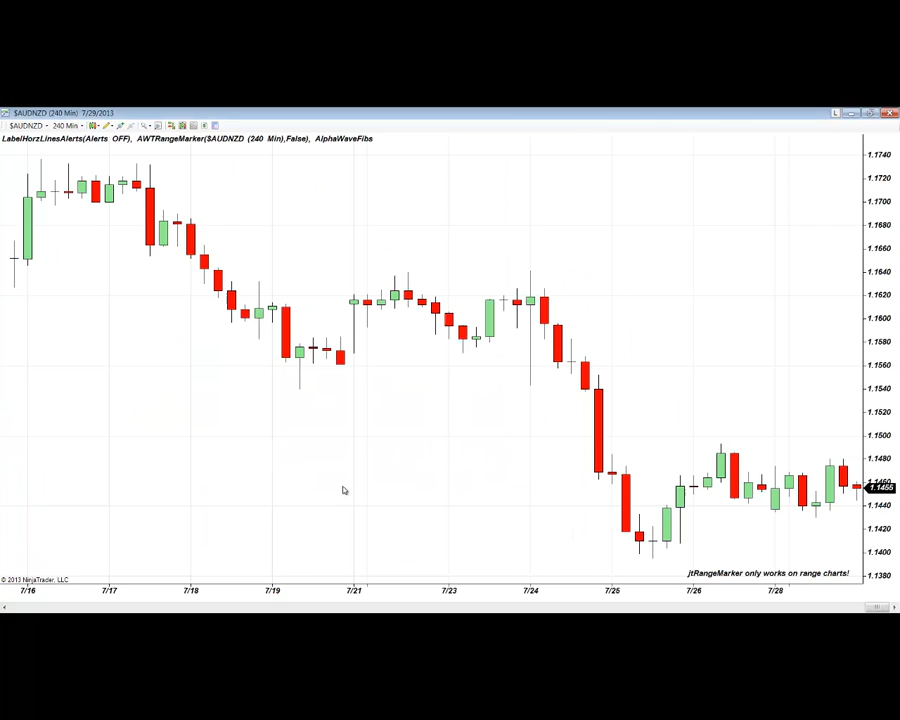 $AUDNZD (240 Min) 7/29/2013
L
$AUDNZD 240 Min
LabelHorzLinesAlerts(Alerts OFF), AWTRangeMarker($AUDNZD (240 Min),False), AlphaWaveFibs
1.1740
1.1720
1.1700
1.1680
1.1660
1.1640
1.1620
1.1600
1.1580
1.1560
1.1540
1.1520
1.1500
1.1480
1.1460
1.1455
1.1440
1.1420
1.1400
1.1380
jtRangeMarker only works on range charts!
© 2013 NinjaTrader, LLC
7/16 7/17 7/18 7/19 7/21 7/23 7/24 7/25 7/26 7/28